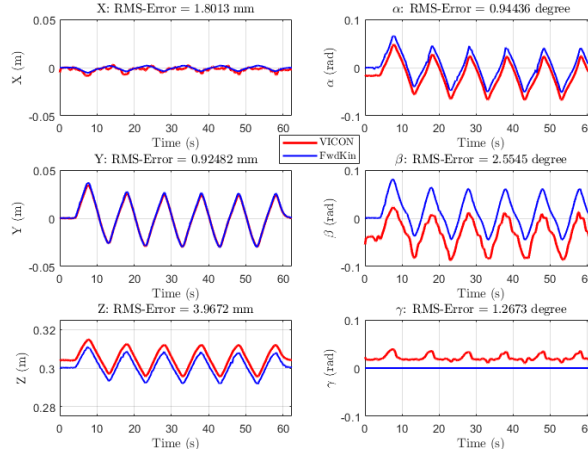 X: RMS-Error = 1.8013 mm
0.05
0
-0.05
X (m)
0 10 20 30 40 50 60
Time (s)
α: RMS-Error = 0.94436 degree
0.1
0
-0.1
α (rad)
0 10 20 30 40 50 60
Time (s)
VICON
FwdKin
Y: RMS-Error = 0.92482 mm
0.05
0
-0.05
Y (m)
0 10 20 30 40 50 60
Time (s)
β: RMS-Error = 2.5545 degree
0.1
0
-0.1
β (rad)
0 10 20 30 40 50 60
Time (s)
Z: RMS-Error = 3.9672 mm
0.32
0.3
0.28
Z (m)
0 10 20 30 40 50 60
Time (s)
γ: RMS-Error = 1.2673 degree
0.1
0
-0.1
γ (rad)
0 10 20 30 40 50 60
Time (s)